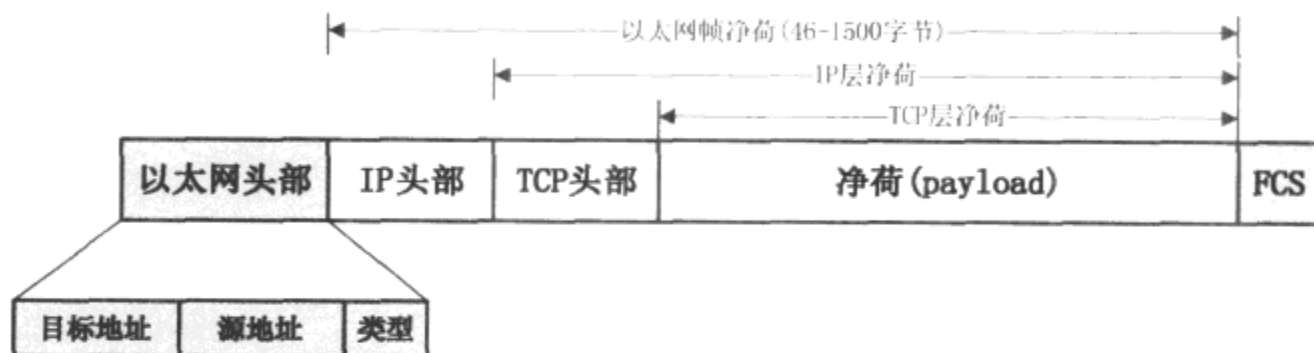 以太网帧净荷(46-1500字节)
IP层净荷
TCP层净荷
以太网头部 IP头部 TCP头部 净荷(payload) FCS
目标地址 源地址 类型